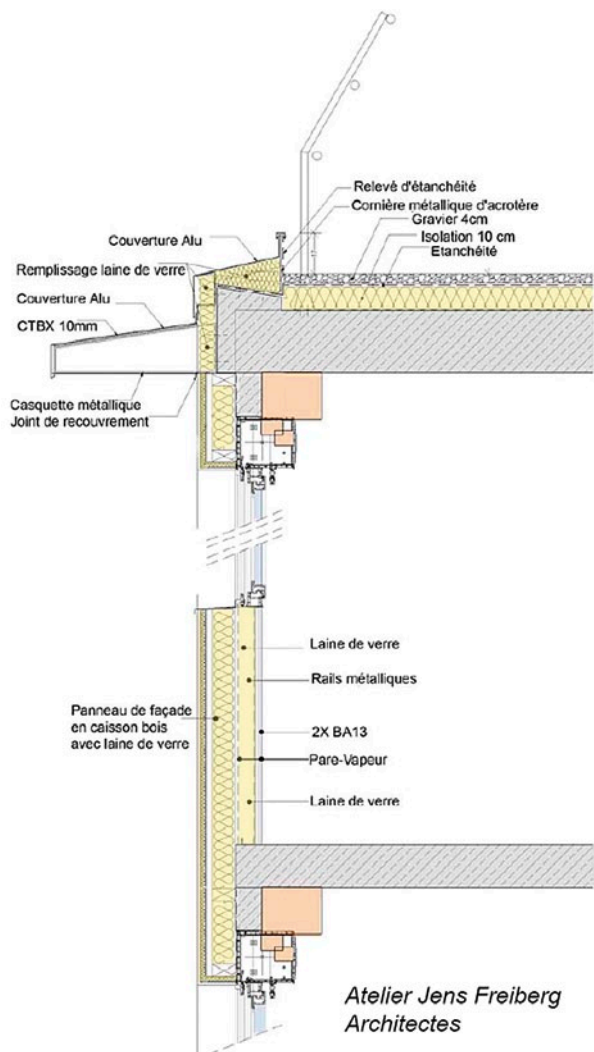 Relevé d'étanchéité
Cornière métallique d'acrotère
Gravier 4cm
Isolation 10 cm
Etanchéité
Couverture Alu
Remplissage laine de verre
Couverture Alu
CTBX 10mm
Casquette métallique
Joint de recouvrement
Laine de verre
Rails métalliques
Panneau de façade
en caisson bois
avec laine de verre
2X BA13
Pare-Vapeur
Laine de verre
Atelier Jens Freiberg
Architectes